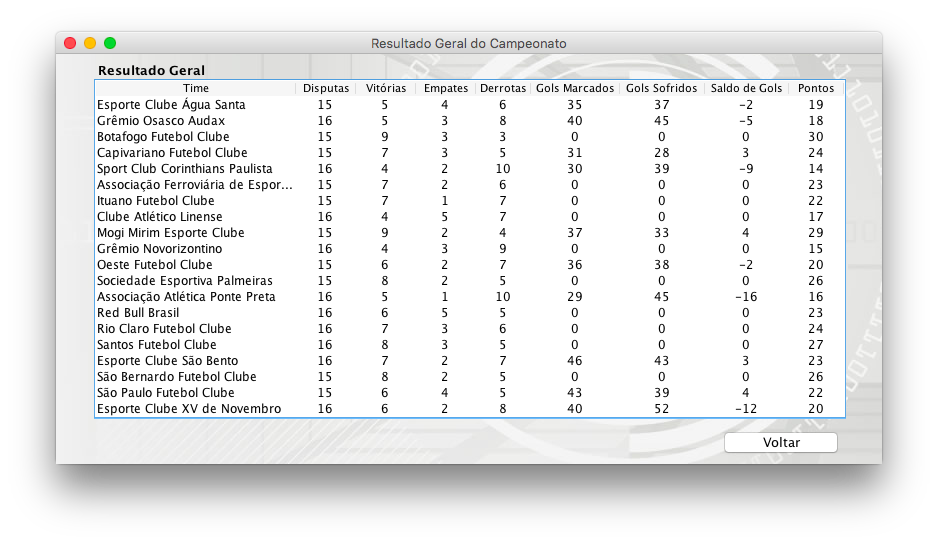 Resultado Geral do Campeonato
Resultado Geral
Time Disputas Vitórias Empates Derrotas Gols Marcados Gols Sofridos Saldo de Gols Pontos
Esporte Clube Água Santa 15 5 4 6 35 37 -2 19
Grêmio Osasco Audax 16 5 3 8 40 45 -5 18
Botafogo Futebol Clube 15 9 3 3 0 0 0 30
Capivariano Futebol Clube 15 7 3 5 31 28 3 24
Sport Club Corinthians Paulista 16 4 2 10 30 39 -9 14
Associação Ferroviária de Espor... 15 7 2 6 0 0 0 23
Ituano Futebol Clube 15 7 1 7 0 0 0 22
Clube Atlético Linense 16 4 5 7 0 0 0 17
Mogi Mirim Esporte Clube 15 9 2 4 37 33 4 29
Grêmio Novorizontino 16 4 3 9 0 0 0 15
Oeste Futebol Clube 15 6 2 7 36 38 -2 20
Sociedade Esportiva Palmeiras 15 8 2 5 0 0 0 26
Associação Atlética Ponte Preta 16 5 1 10 29 45 -16 16
Red Bull Brasil 16 6 5 5 0 0 0 23
Rio Claro Futebol Clube 16 7 3 6 0 0 0 24
Santos Futebol Clube 16 8 3 5 0 0 0 27
Esporte Clube São Bento 16 7 2 7 46 43 3 23
São Bernardo Futebol Clube 15 8 2 5 0 0 0 26
São Paulo Futebol Clube 15 6 4 5 43 39 4 22
Esporte Clube XV de Novembro 16 6 2 8 40 52 -12 20
Voltar